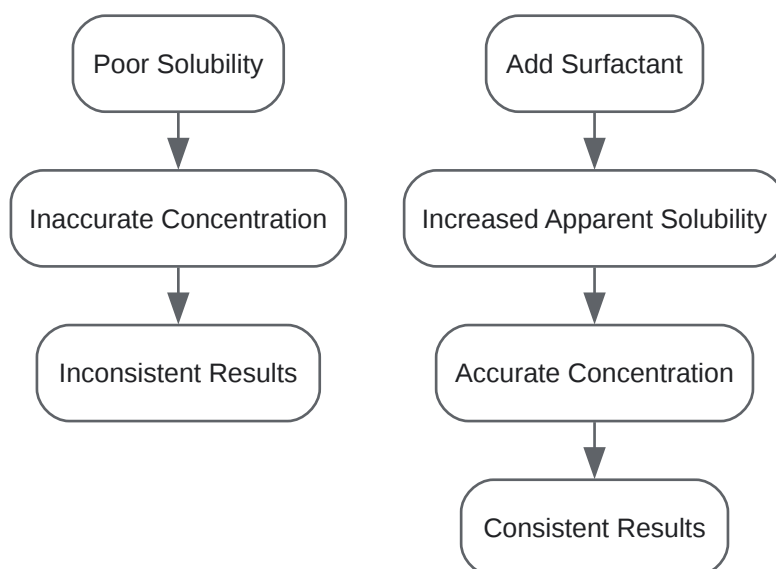 Poor Solubility
Inaccurate Concentration
Inconsistent Results
Add Surfactant
Increased Apparent Solubility
Accurate Concentration
Consistent Results